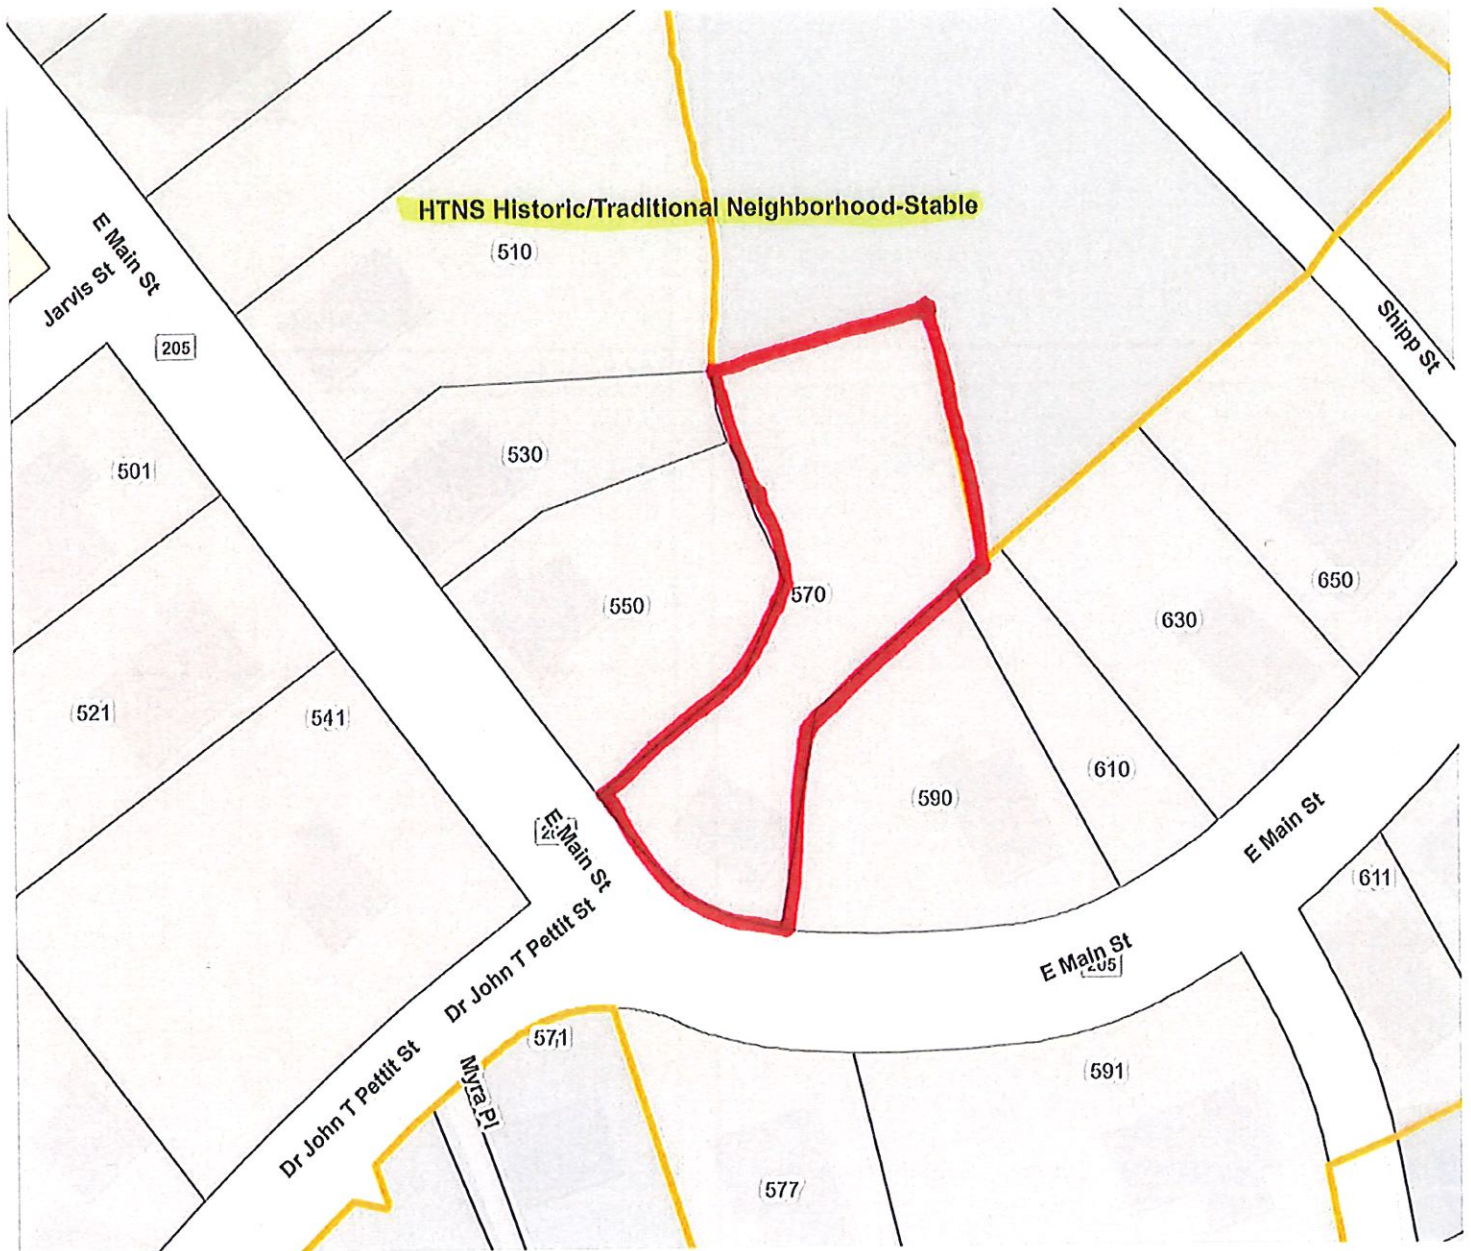 HTNS Historic/Traditional Neighborhood-Stable
(510)
E Main St
Jarvis St
205
Shipp St
(501)
(530)
(550)
570)
(650)
(630)
(521)
(541)
(610)
(590)
E Main St
E Main St
(611)
Dr John T Pettit St
E Main St
205
(571)
Dr John T Pettit St
Myra Pl
(591)
(577)